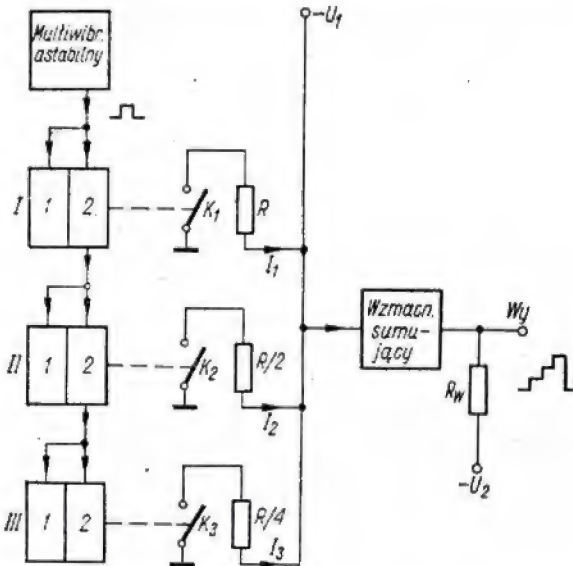 -U1
Multiwibr.
astabilny
I
1
2
K1
R
I1
Wzmacn.
sumu-
jący
Wy
II
1
2
K2
R/2
I2
RW
-U2
III
1
2
K3
R/4
I3